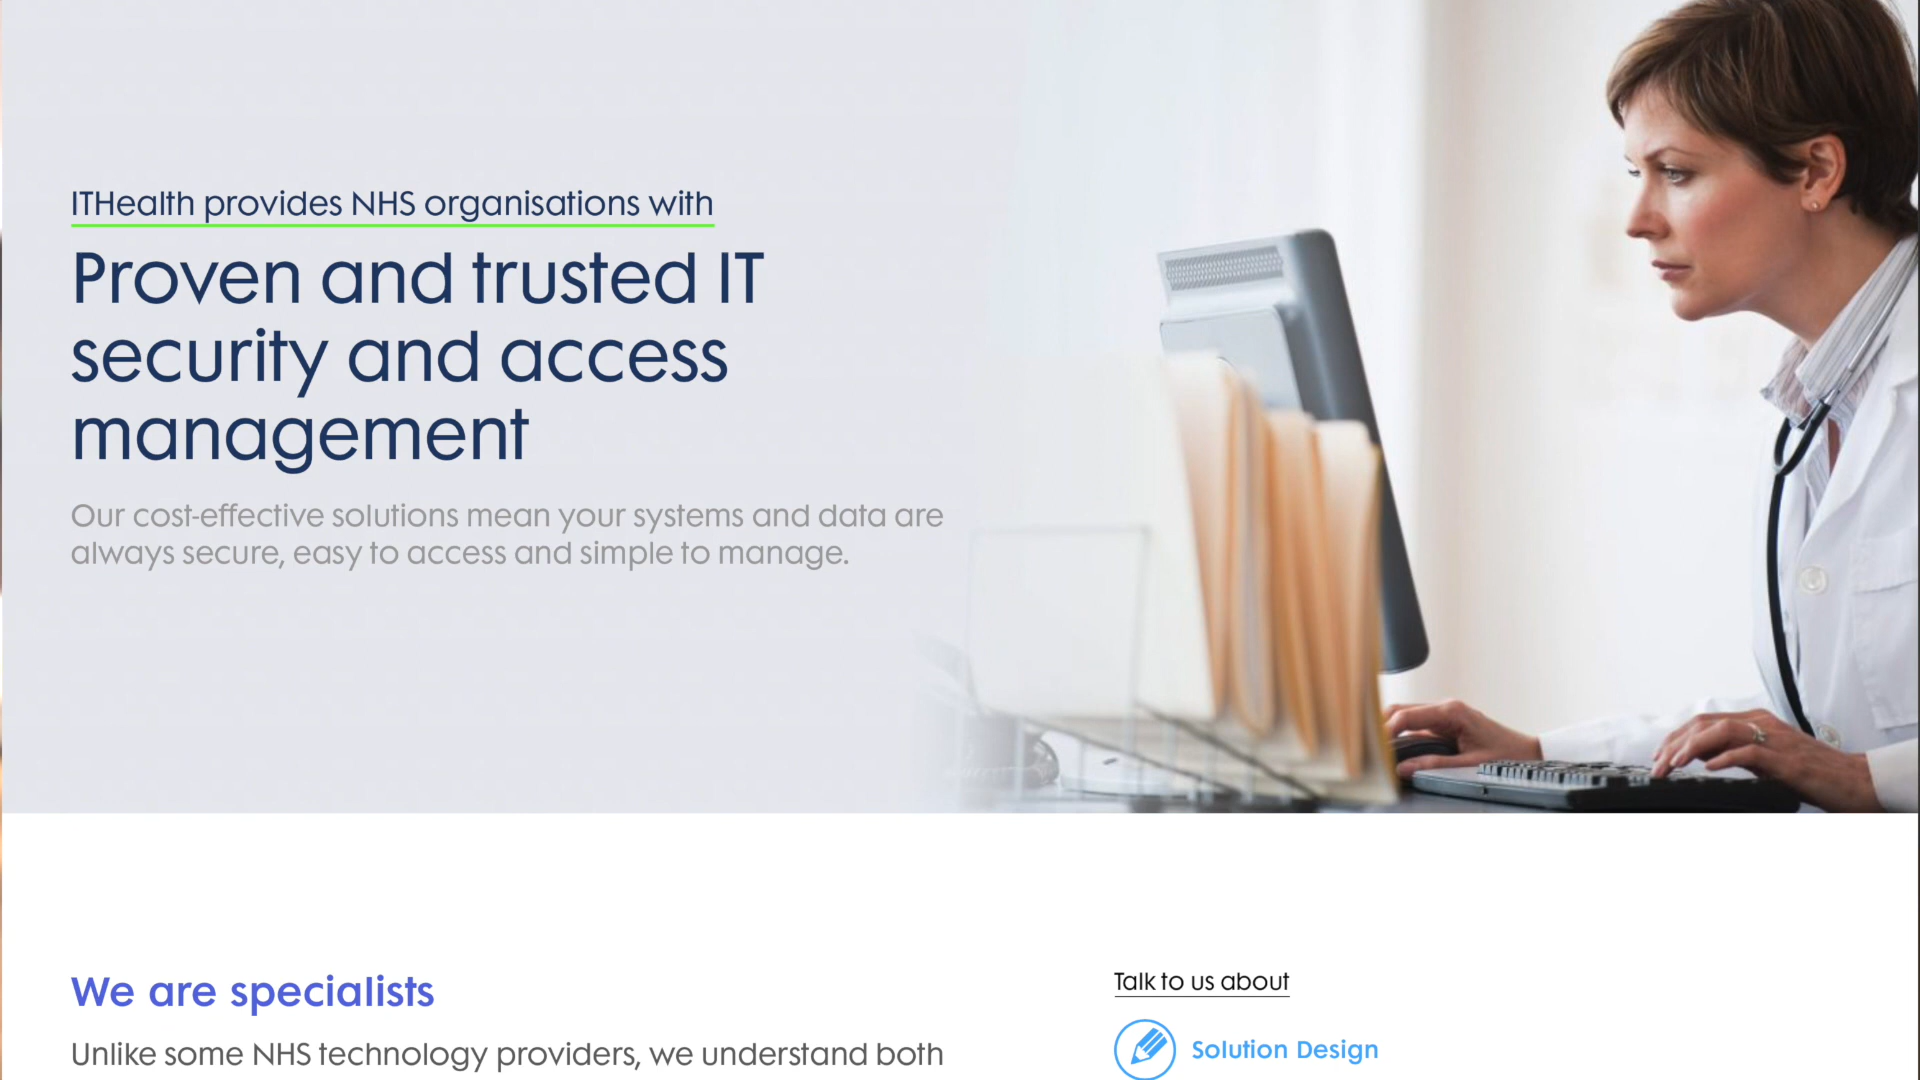 ITHealth provides NHS organisations with
Proven and trusted IT
security and access
management
Our cost-effective solutions mean your systems and data are
always secure, easy to access and simple to manage.
We are specialists
Unlike some NHS technology providers, we understand both
Talk to us about
Solution Design